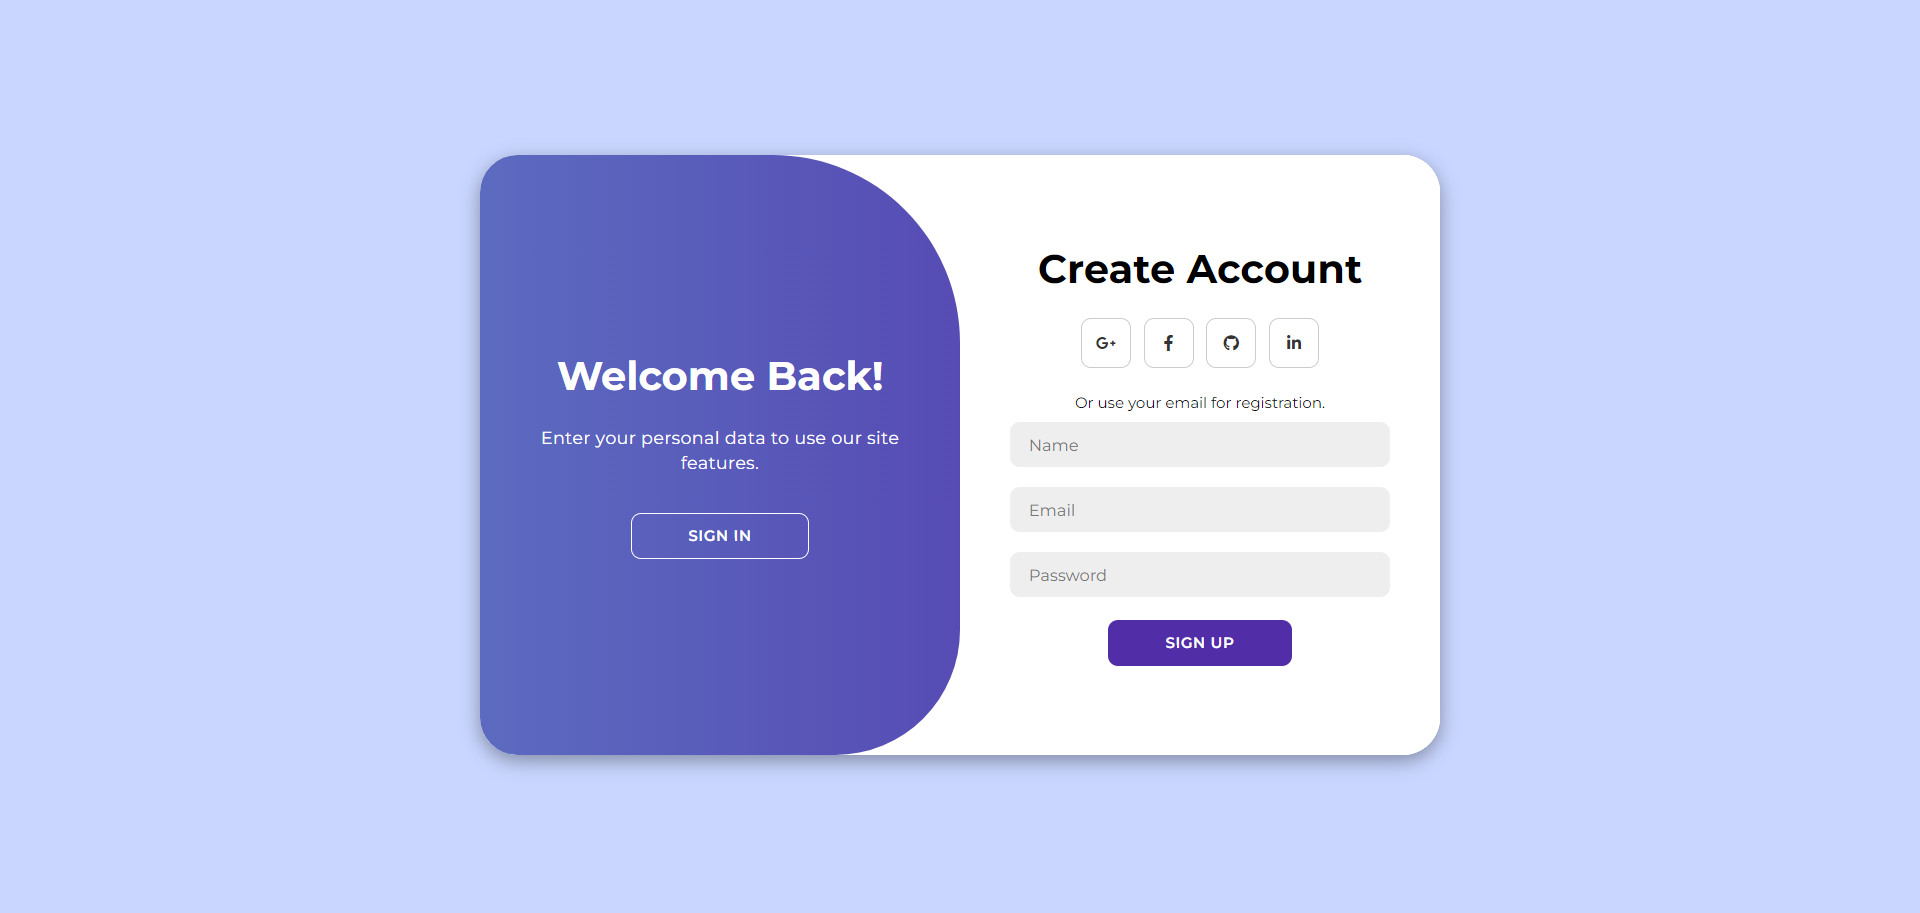 Welcome Back!
Enter your personal data to use our site
features.
SIGN IN
Create Account
G+
f
in
Or use your email for registration.
Name
Email
Password
SIGN UP